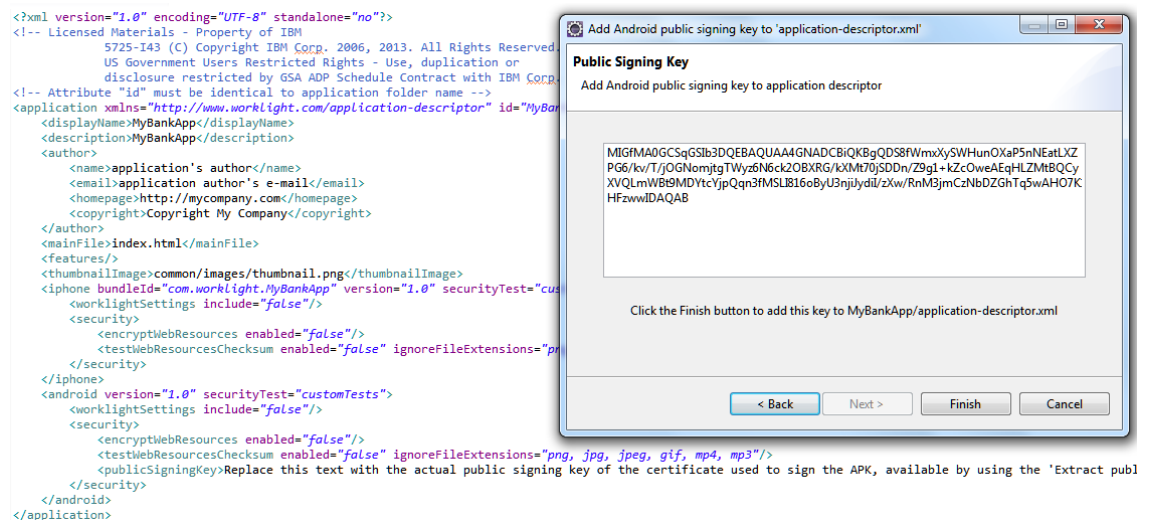 <?xml version="1.0" encoding="UTF-8" standalone="no"?>
<!-- Licensed Materials - Property of IBM
5725-I43 (C) Copyright IBM Corp. 2006, 2013. All Rights Reserved.
US Government Users Restricted Rights - Use, duplication or
disclosure restricted by GSA ADP Schedule Contract with IBM Corp.
<!-- Attribute "id" must be identical to application folder name -->
<application xmlns="http://www.worklight.com/application-descriptor" id="MyBan
<displayName>MyBankApp</displayName>
<description>MyBankApp</description>
<author>
<name>application's author</name>
<email>application author's e-mail</email>
<homepage>http://mycompany.com</homepage>
<copyright>Copyright My Company</copyright>
</author>
<mainFile>index.html</mainFile>
<features/>
<thumbnailImage>common/images/thumbnail.png</thumbnailImage>
<iphone bundleId="com.worklight.MyBankApp" version="1.0" securityTest="cus
<worklightSettings include="false"/>
<security>
<encryptWebResources enabled="false"/>
<testWebResourcesChecksum enabled="false" ignoreFileExtensions="pn
</security>
</iphone>
<android version="1.0" securityTest="customTests">
<worklightSettings include="false"/>
<security>
<encryptWebResources enabled="false"/>
<testWebResourcesChecksum enabled="false" ignoreFileExtensions="png, jpg, jpeg, gif, mp4, mp3"/>
<publicSigningKey>Replace this text with the actual public signing key of the certificate used to sign the APK, available by using the 'Extract publ
</security>
</android>
</application>
Add Android public signing key to 'application-descriptor.xml'
Public Signing Key
Add Android public signing key to application descriptor
MIGfMA0GCSqGSIb3DQEBAQUAA4GNADCBiQKBgQDS8fWmxXySWHunOXaP5nNEatLXZ
PG6/kv/T/jOGNomjtgTWyz6N6ck2OBXRG/kXMt70jSDDn/Z9g1+kZcOweAEqHLZMtBQCy
XVQLmWBt9MDYtcYjpQqn3fMSLI816oByU3njiJydiI/zXw/RnM3jmCzNbDZGhTq5wAHO7K
HFzwwIDAQAB
Click the Finish button to add this key to MyBankApp/application-descriptor.xml
< Back
Next >
Finish
Cancel